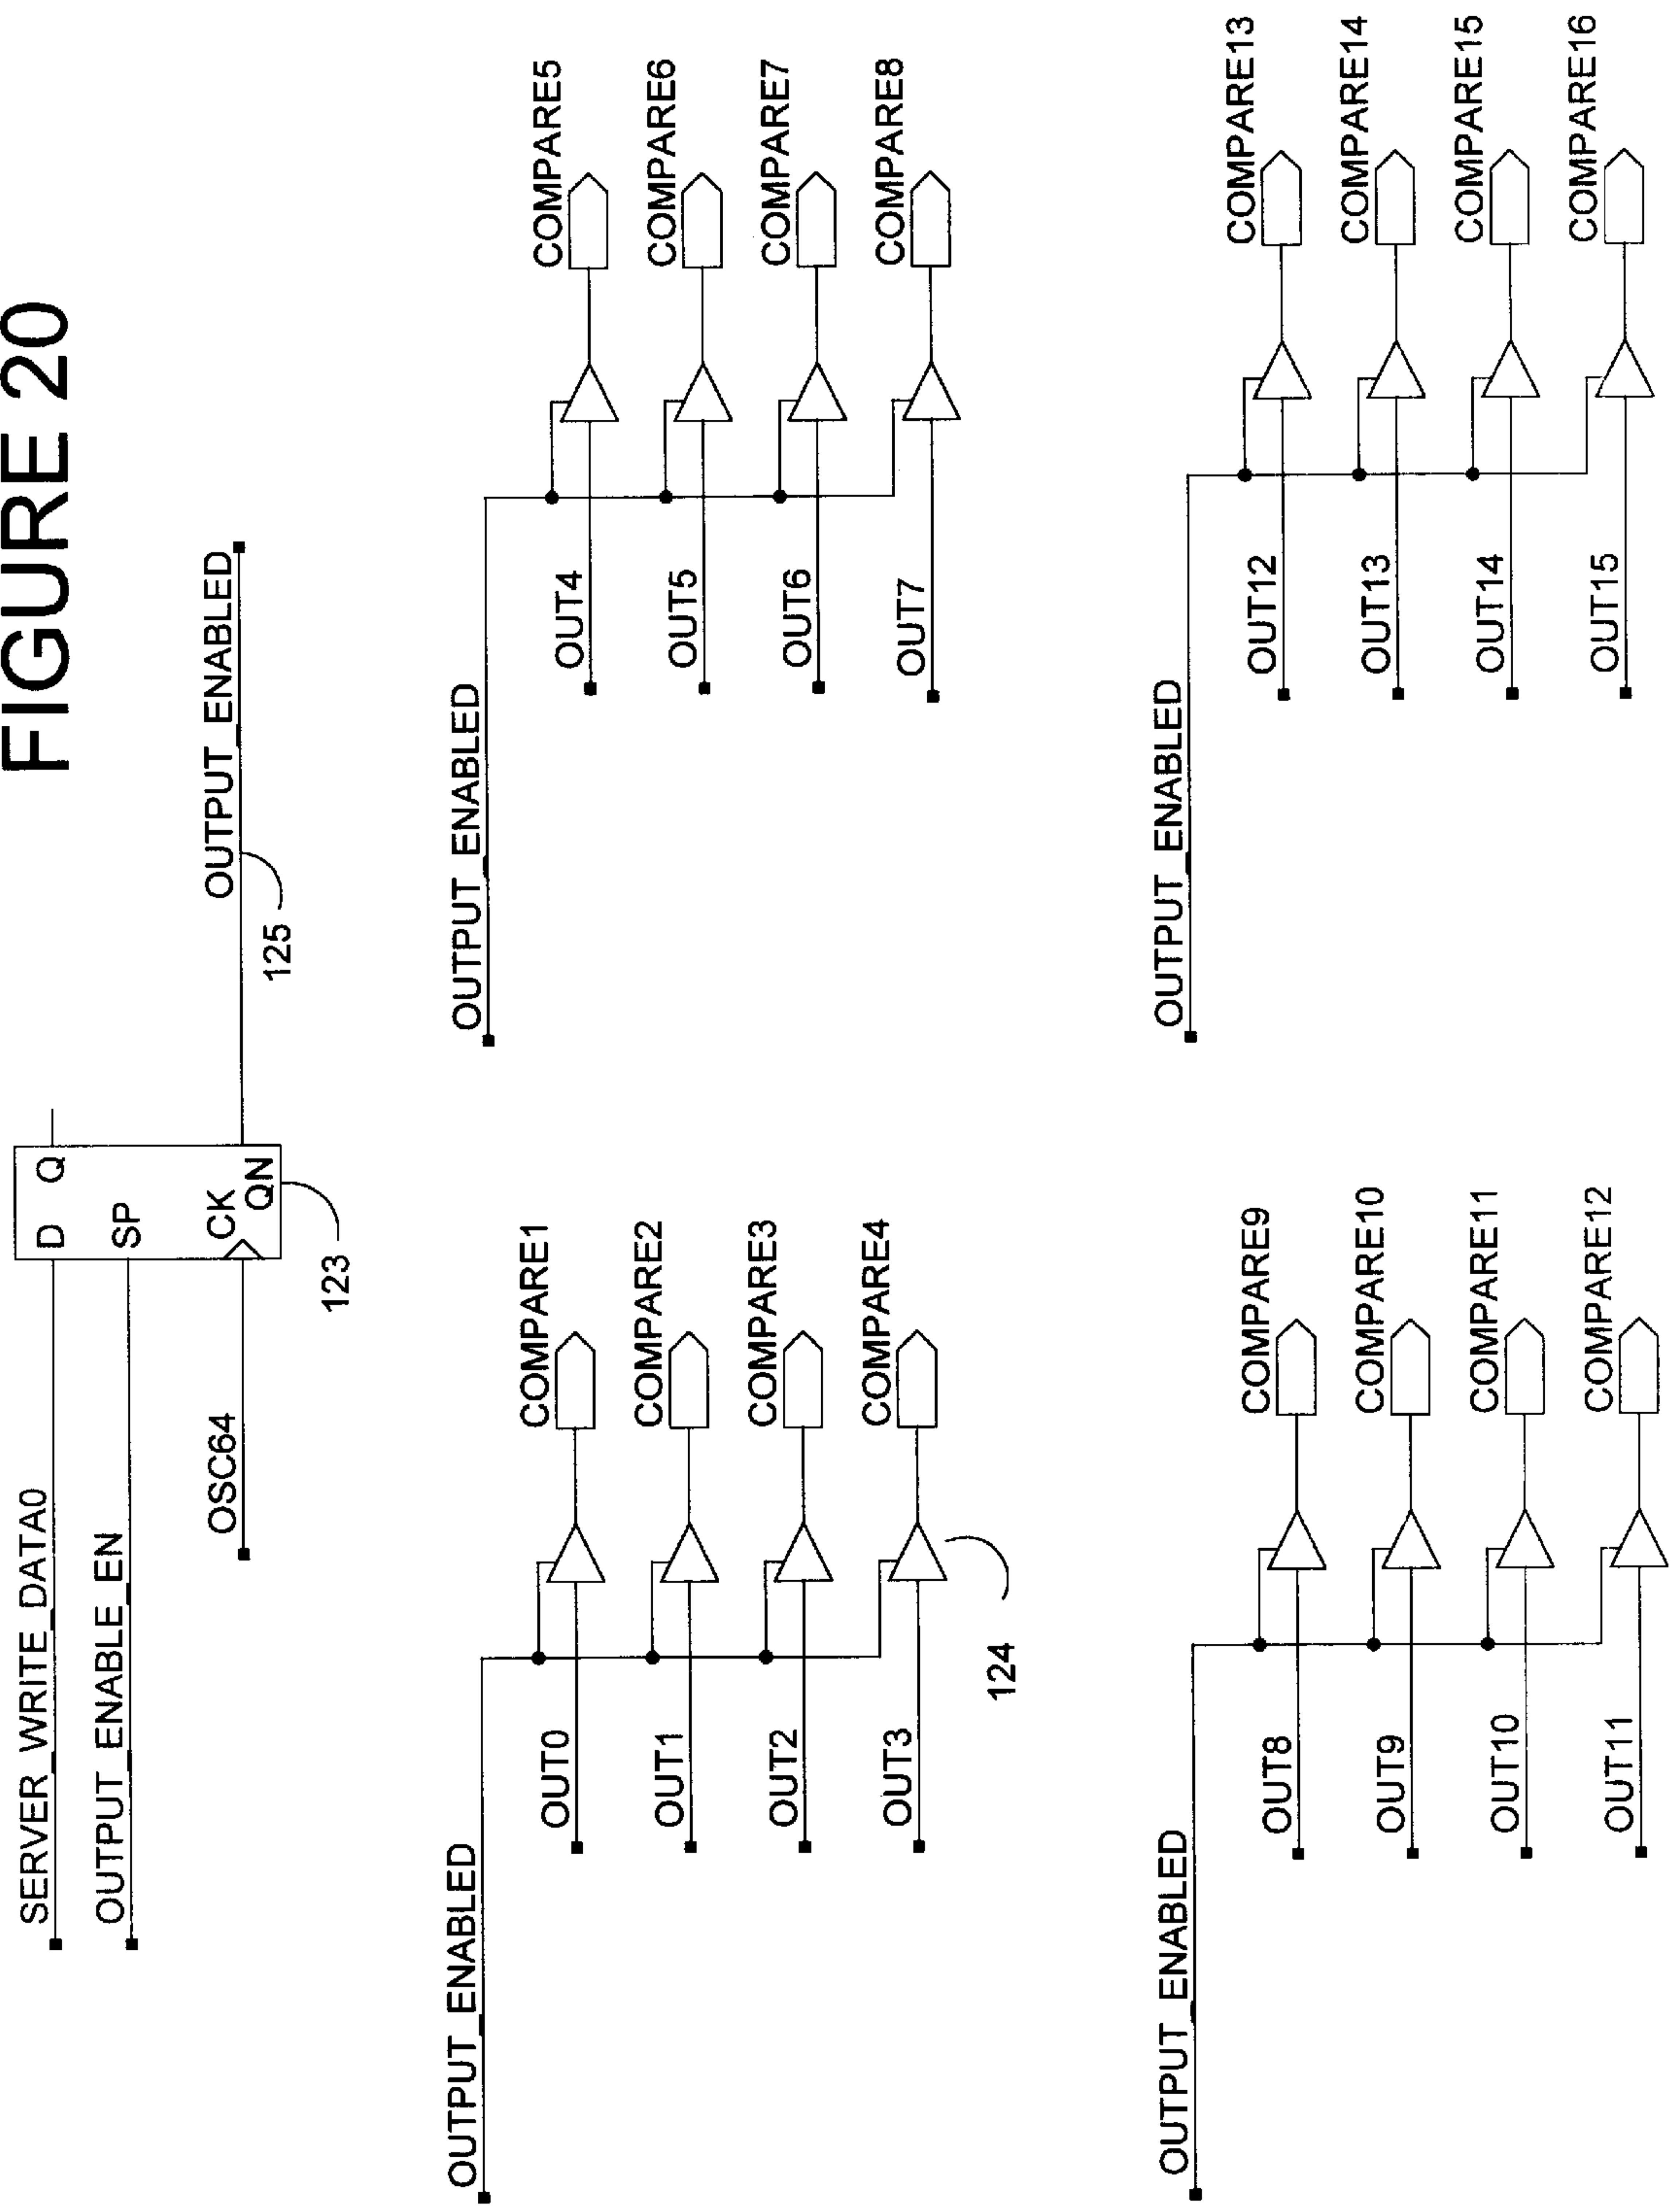 FIGURE 20
SERVER_WRITE_DATA0
D Q
OUTPUT_ENABLE_EN
SP
OSC64
CK
QN
OUTPUT_ENABLED
125
123
OUTPUT_ENABLED
OUT0
COMPARE1
OUT1
COMPARE2
OUT2
COMPARE3
OUT3
COMPARE4
124
OUTPUT_ENABLED
OUT4
COMPARE5
OUT5
COMPARE6
OUT6
COMPARE7
OUT7
COMPARE8
OUTPUT_ENABLED
OUT8
COMPARE9
OUT9
COMPARE10
OUT10
COMPARE11
OUT11
COMPARE12
OUTPUT_ENABLED
OUT12
COMPARE13
OUT13
COMPARE14
OUT14
COMPARE15
OUT15
COMPARE16